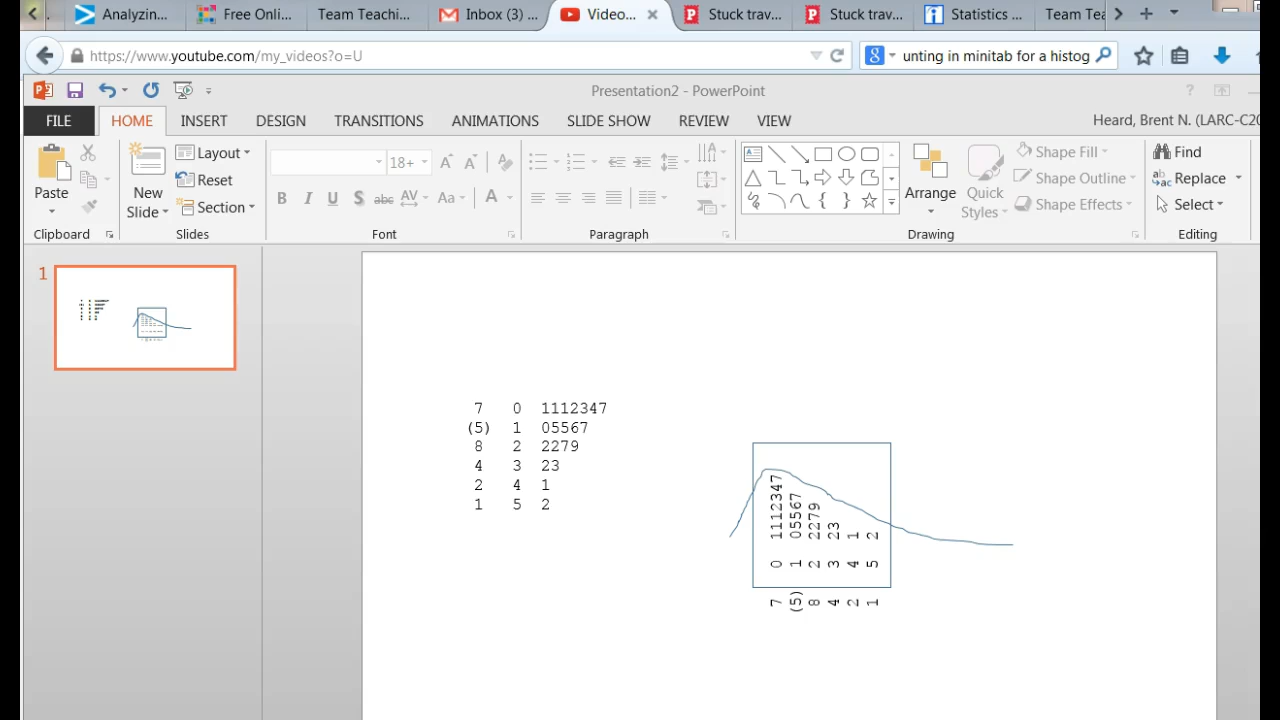 Analyzin...
Free Onli...
Team Teachi...
Inbox (3) ...
Video...
Stuck trav...
Stuck trav...
Statistics ...
Team Tea
https://www.youtube.com/my_videos?o=U
unting in minitab for a histog
Presentation2 - PowerPoint
FILE HOME INSERT DESIGN TRANSITIONS ANIMATIONS SLIDE SHOW REVIEW VIEW
Heard, Brent N. (LARC-C20
Paste
New Slide
Layout
Reset
Section
18+
B I U S abc AV Aa A
Arrange
Quick Styles
Shape Fill
Shape Outline
Shape Effects
Find
Replace
Select
Clipboard Slides Font Paragraph Drawing Editing
1
7 0 1112347
(5) 1 05567
8 2 2279
4 3 23
2 4 1
1 5 2
7 0 1112347
(5) 1 05567
8 2 2279
4 3 23
2 4 1
1 5 2